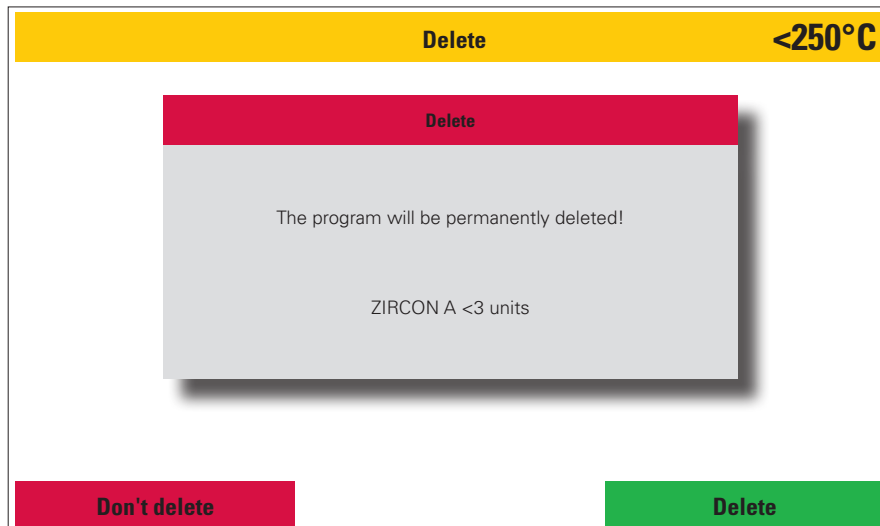 Delete
<250°C
Delete
The program will be permanently deleted!
ZIRCON A <3 units
Don't delete
Delete